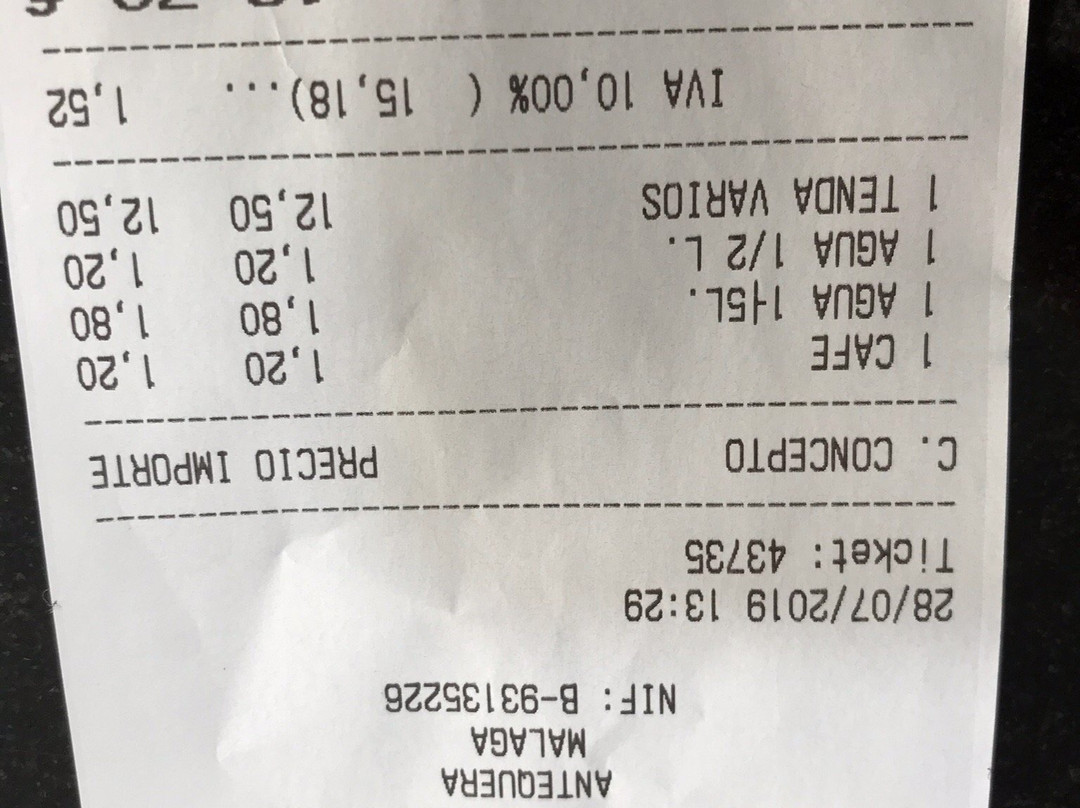 ANTEQUERA
MALAGA
NIF: B-93135226
28/07/2019 13:29
Ticket: 43735
C. CONCEPTO PRECIO IMPORTE
1 CAFE 1,20 1,20
1 AGUA 1½5L. 1,80 1,80
1 AGUA 1/2 L. 1,20 1,20
1 TENDA VARIOS 12,50 12,50
IVA 10,00% ( 15,18)... 1,52